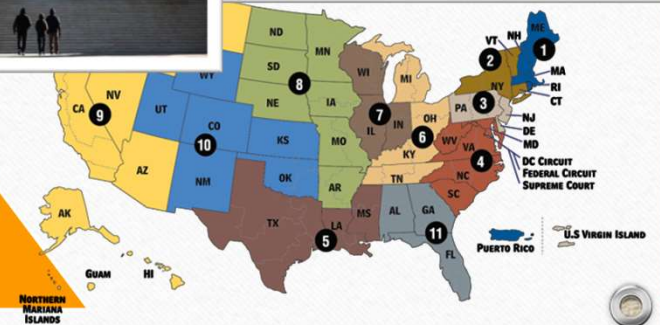 ME
VT
NH
1
2
MA
NY
RI
CT
ND
MN
WI
MI
SD
8
WY
NE
IA
7
PA
3
NJ
DE
MD
NV
CA
9
UT
CO
10
IL
IN
OH
6
WV
VA
4
DC CIRCUIT
FEDERAL CIRCUIT
SUPREME COURT
KS
MO
KY
NC
AZ
NM
OK
AR
TN
SC
TX
LA
MS
AL
GA
11
5
FL
AK
GUAM
HI
NORTHERN
MARIANA
ISLANDS
PUERTO RICO
U.S VIRGIN ISLAND